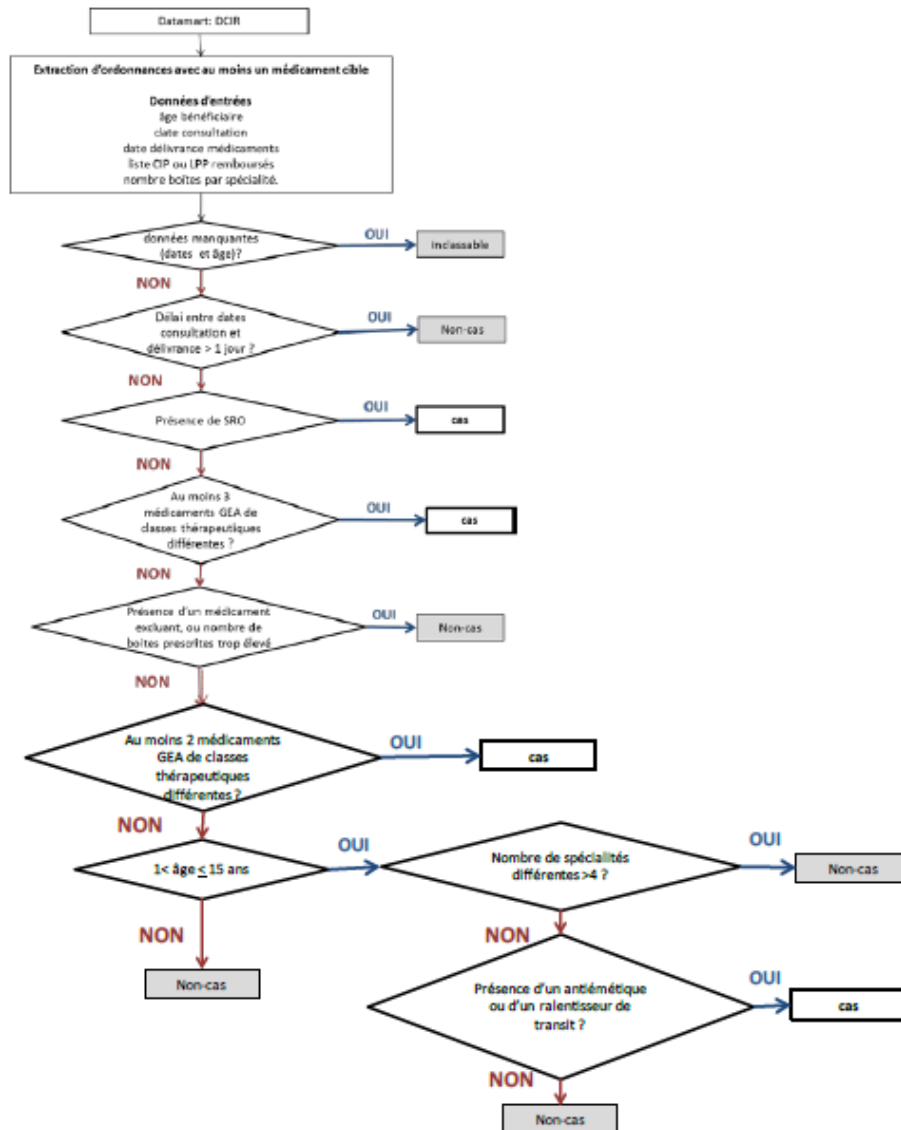 Datamart: DCIR
Extraction d'ordonnances avec au moins un médicament cible
Données d'entrées
âge bénéficiaire
date consultation
date délivrance médicaments
liste CIP ou LPP remboursés
nombre boîtes par spécialité.
données manquantes
(dates et âge)?
OUI
Inclassable
NON
Délai entre dates
consultation et
délivrance > 1 jour ?
OUI
Non-cas
NON
Présence de SRO
OUI
cas
NON
Au moins 3
médicaments GEA de
classes thérapeutiques
différentes ?
OUI
cas
NON
Présence d'un médicament
excluant, ou nombre de
boites prescrites trop élevé
OUI
Non-cas
NON
Au moins 2 médicaments
GEA de classes
thérapeutiques
différentes ?
OUI
cas
NON
1< âge ≤ 15 ans
OUI
Nombre de spécialités
différentes >4 ?
OUI
Non-cas
NON
Non-cas
NON
Présence d'un antiémétique
ou d'un ralentisseur de
transit ?
OUI
cas
NON
Non-cas